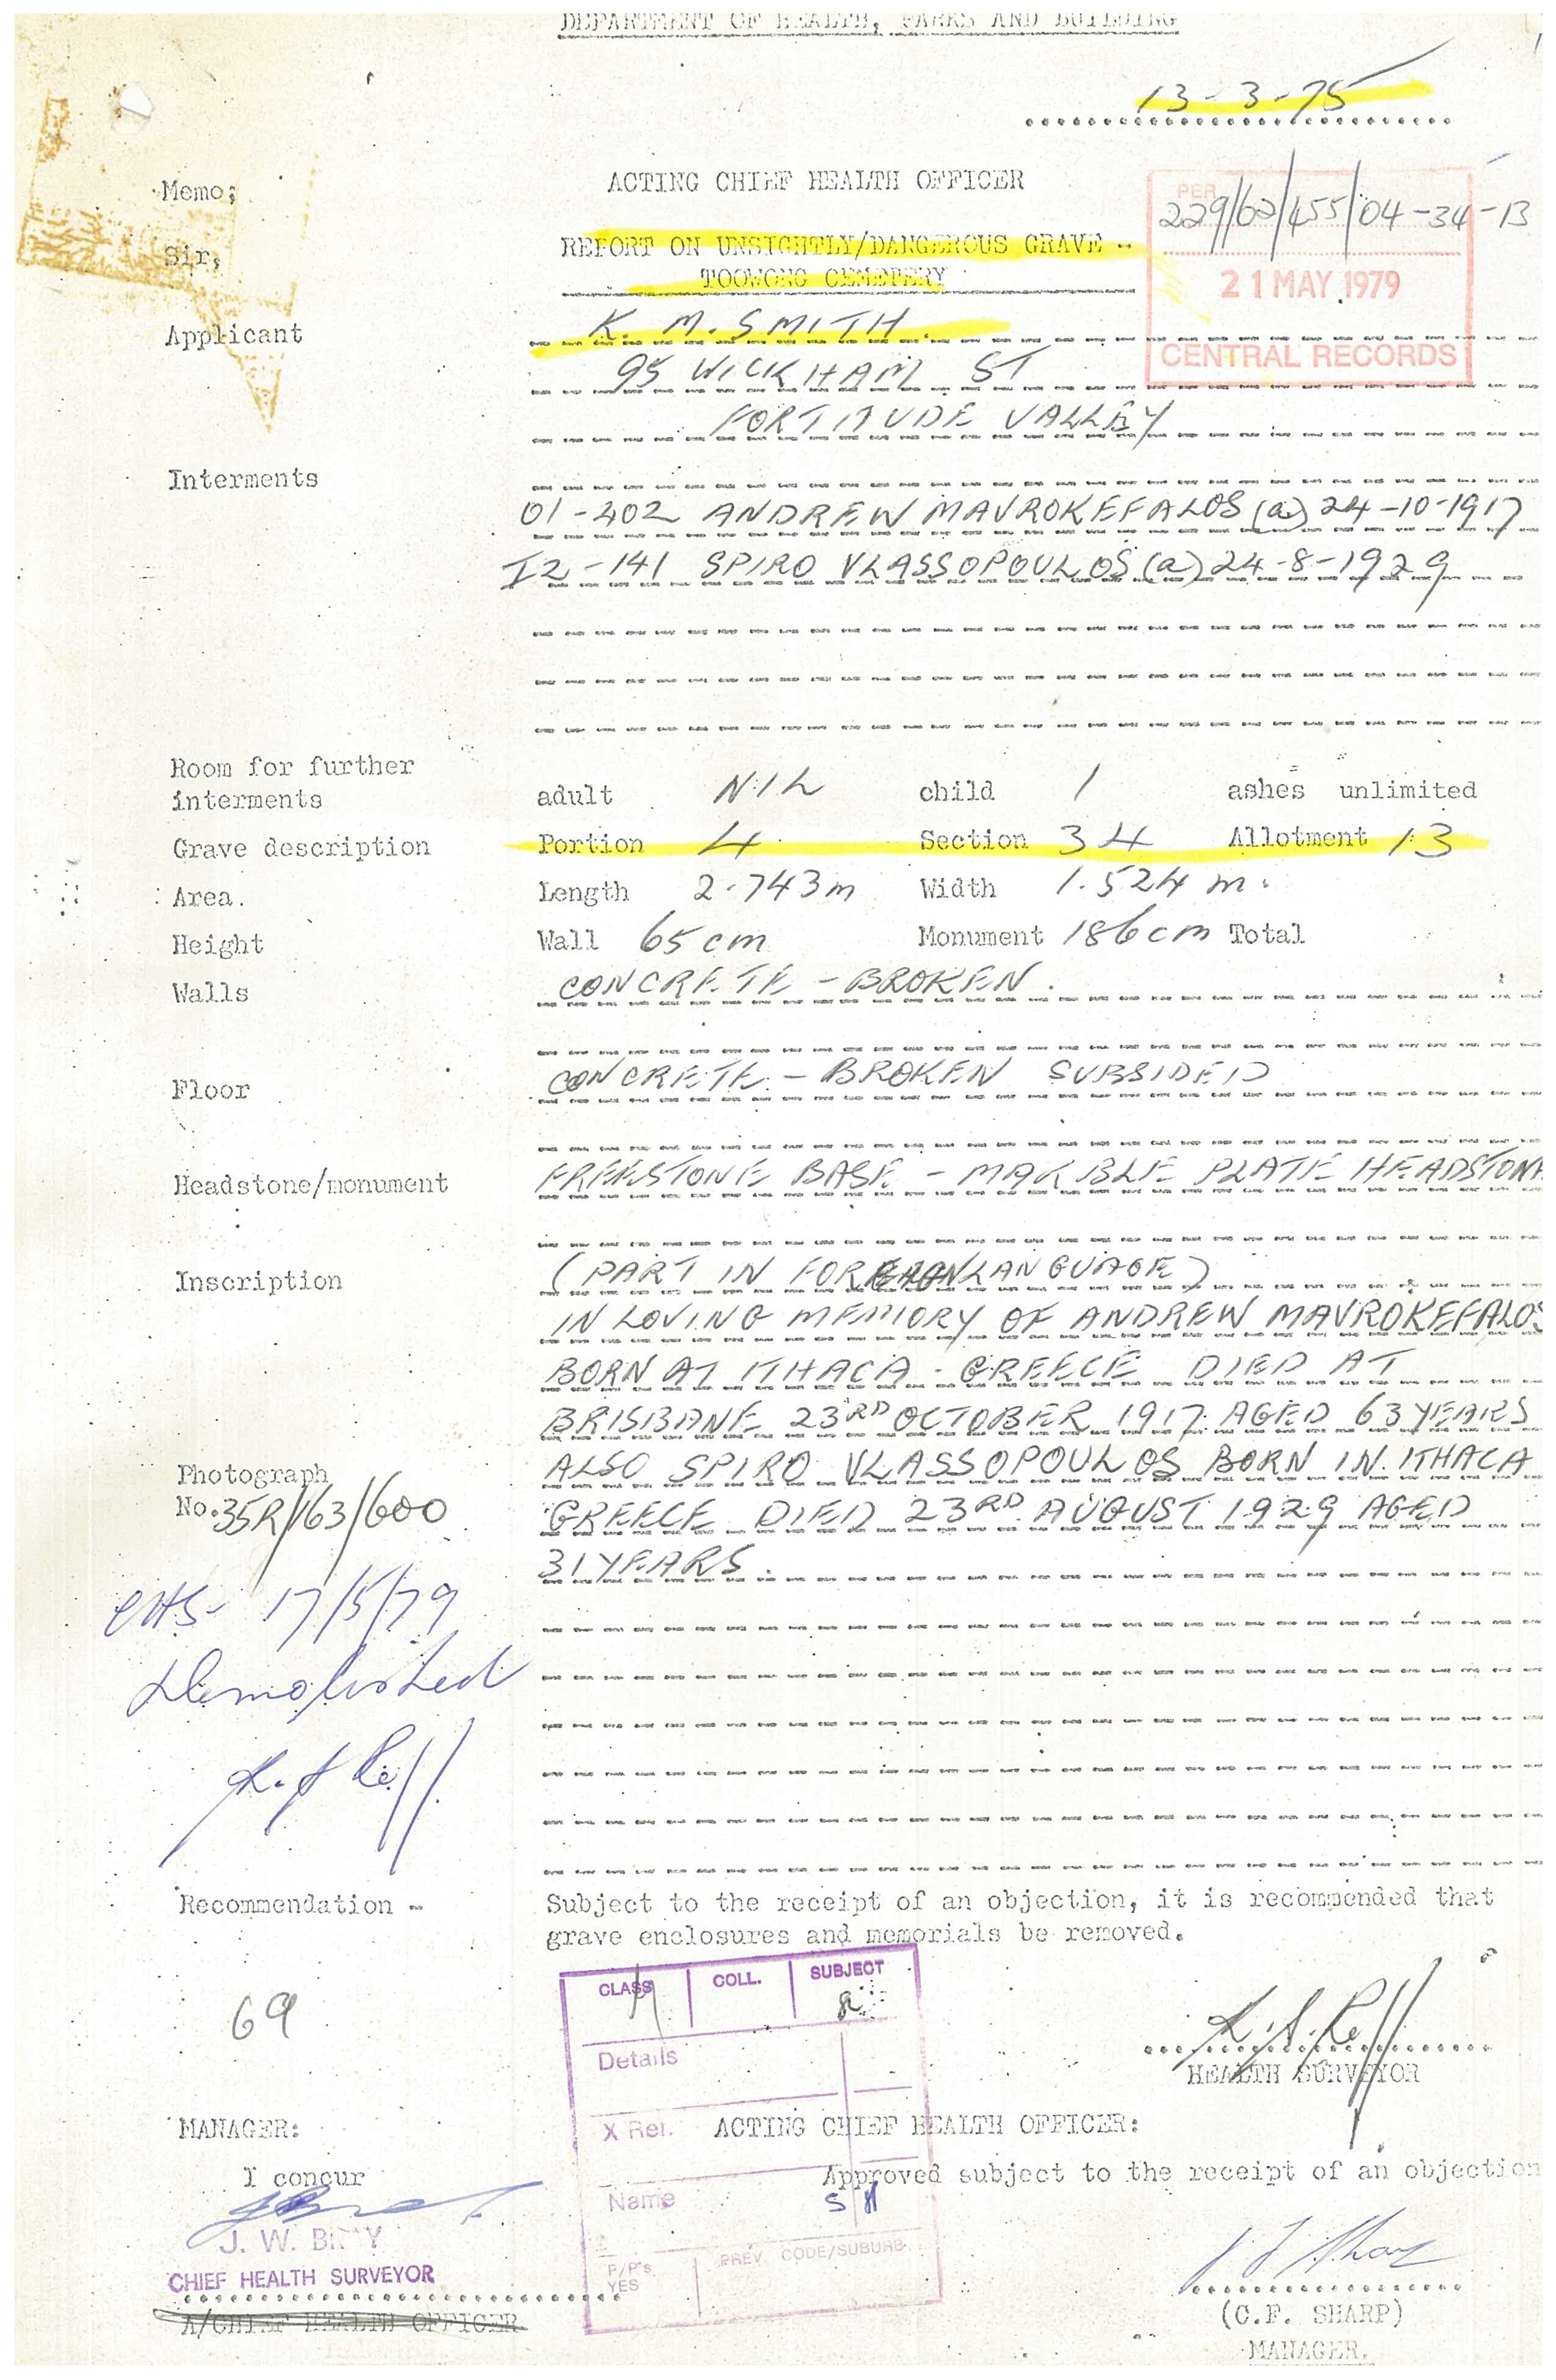 DEPARTMENT OF HEALTH, PARKS AND BUILDING
13-3-75
Memo;
ACTING CHIEF HEALTH OFFICER
PER
229/62/455/04-34-13
Sir,
REPORT ON UNSIGHTLY/DANGEROUS GRAVE -
TOOWONG CEMETERY
21 MAY 1979
CENTRAL RECORDS
Applicant K. M. SMITH.
95 WICKHAM ST
FORTITUDE VALLEY
Interments
01-402 ANDREW MAVROKEFALOS (a) 24-10-1917
I2-141 SPIRO VLASSOPOULOS (a) 24-8-1929
Room for further
interments adult NIL child 1 ashes unlimited
Grave description Portion 4 Section 34 Allotment 13
Area. Length 2.743m Width 1.524 m.
Height Wall 65 cm Monument 186 cm Total
Walls CONCRETE - BROKEN.
Floor CONCRETE - BROKEN SUBSIDED
Headstone/monument FREESTONE BASE - MARBLE PLATE HEADSTONE
Inscription (PART IN FOREIGN LANGUAGE)
IN LOVING MEMORY OF ANDREW MAVROKEFALOS
BORN AT ITHACA - GREECE DIED AT
BRISBANE 23RD OCTOBER 1917 AGED 63 YEARS
ALSO SPIRO VLASSOPOULOS BORN IN ITHACA
GREECE DIED 23RD AUGUST 1929 AGED
31 YEARS.
Photograph
No. 35R/63/600
17/5/79
Demolished
Recommendation - Subject to the receipt of an objection, it is recommended that
grave enclosures and memorials be removed.
CLASS COLL. SUBJECT
69
Details
HEALTH SURVEYOR
X Ref.
MANAGER: ACTING CHIEF HEALTH OFFICER:
I concur Approved subject to the receipt of an objection
Name SH
J. W.
CHIEF HEALTH SURVEYOR
P/P's
YES
PREV. CODE/SUBURB
A/CHIEF HEALTH OFFICER
(C.F. SHARP)
MANAGER.